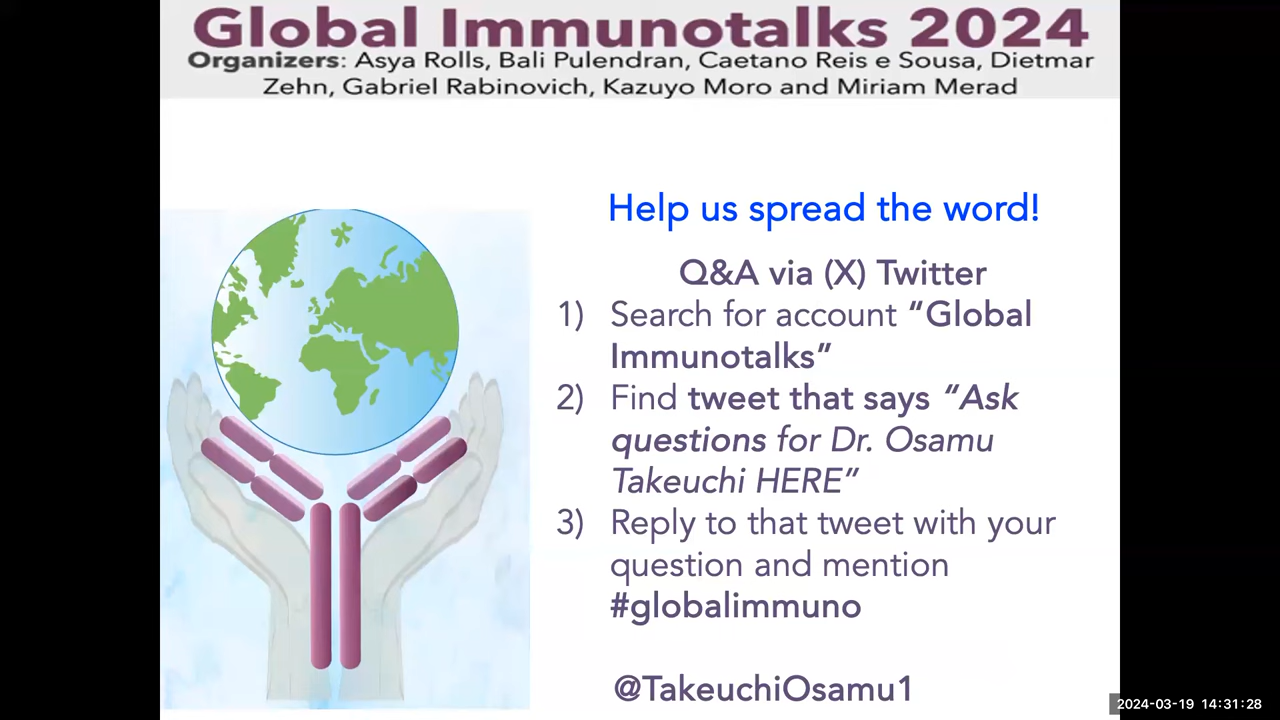 Global Immunotalks 2024
Organizers: Asya Rolls, Bali Pulendran, Caetano Reis e Sousa, Dietmar
Zehn, Gabriel Rabinovich, Kazuyo Moro and Miriam Merad
Help us spread the word!
Q&A via (X) Twitter
1) Search for account “Global
Immunotalks”
2) Find tweet that says “Ask
questions for Dr. Osamu
Takeuchi HERE”
3) Reply to that tweet with your
question and mention
#globalimmuno
@TakeuchiOsamu1
2024-03-19 14:31:28